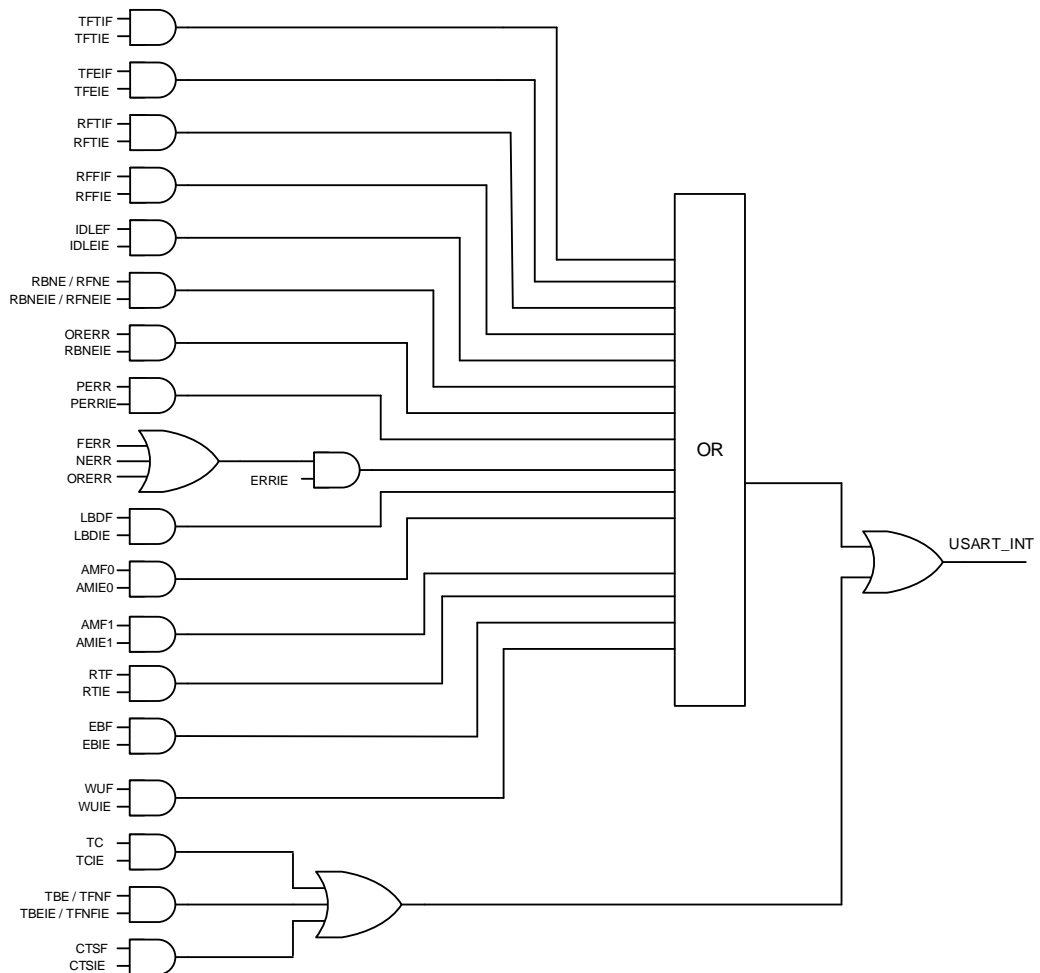 TFTIF
TFTIE
TFEIF
TFEIE
RFTIF
RFTIE
RFFIF
RFFIE
IDLEF
IDLEIE
RBNE / RFNE
RBNEIE / RFNEIE
ORERR
RBNEIE
PERR
PERRIE
FERR
NERR
ORERR
ERRIE
OR
LBDF
LBDIE
USART_INT
AMF0
AMIE0
AMF1
AMIE1
RTF
RTIE
EBF
EBIE
WUF
WUIE
TC
TCIE
TBE / TFNF
TBEIE / TFNFIE
CTSF
CTSIE